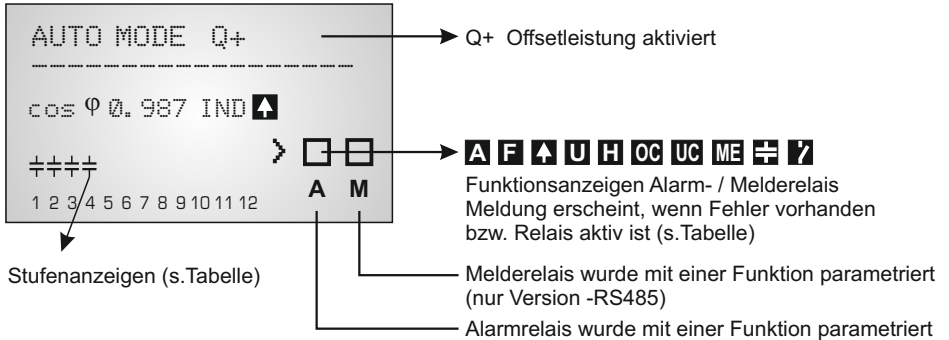 AUTO MODE Q+
Q+ Offsetleistung aktiviert
cos φ 0.987 IND
A F U H OC UC ME
A M
Funktionsanzeigen Alarm- / Melderelais
Meldung erscheint, wenn Fehler vorhanden
bzw. Relais aktiv ist (s.Tabelle)
1 2 3 4 5 6 7 8 9 10 11 12
Stufenanzeigen (s.Tabelle)
Melderelais wurde mit einer Funktion parametriert
(nur Version -RS485)
Alarmrelais wurde mit einer Funktion parametriert